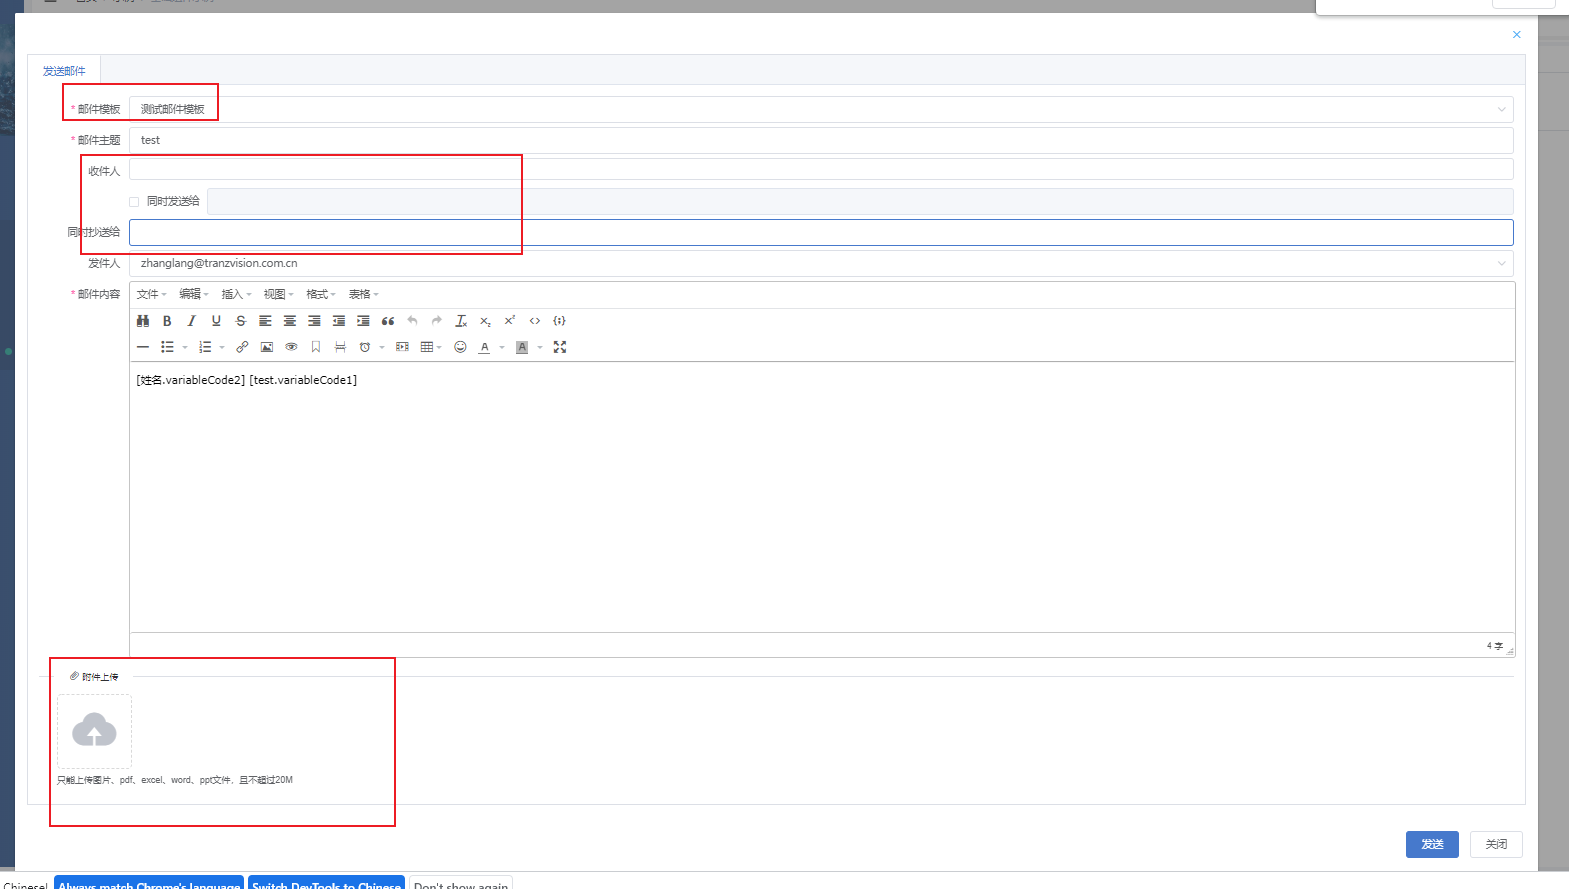 发送邮件
* 邮件模板 测试邮件模板
* 邮件主题 test
收件人
同时发送给
同时抄送给
发件人 zhanglang@tranzvision.com.cn
* 邮件内容 文件 编辑 插入 视图 格式 表格
[姓名.variableCode2] [test.variableCode1]
4 字
附件上传
只能上传图片、pdf、excel、word、ppt文件，且不超过20M
发送 关闭
Chinese! Always match Chrome's language Switch DevTools to Chinese Don't show again